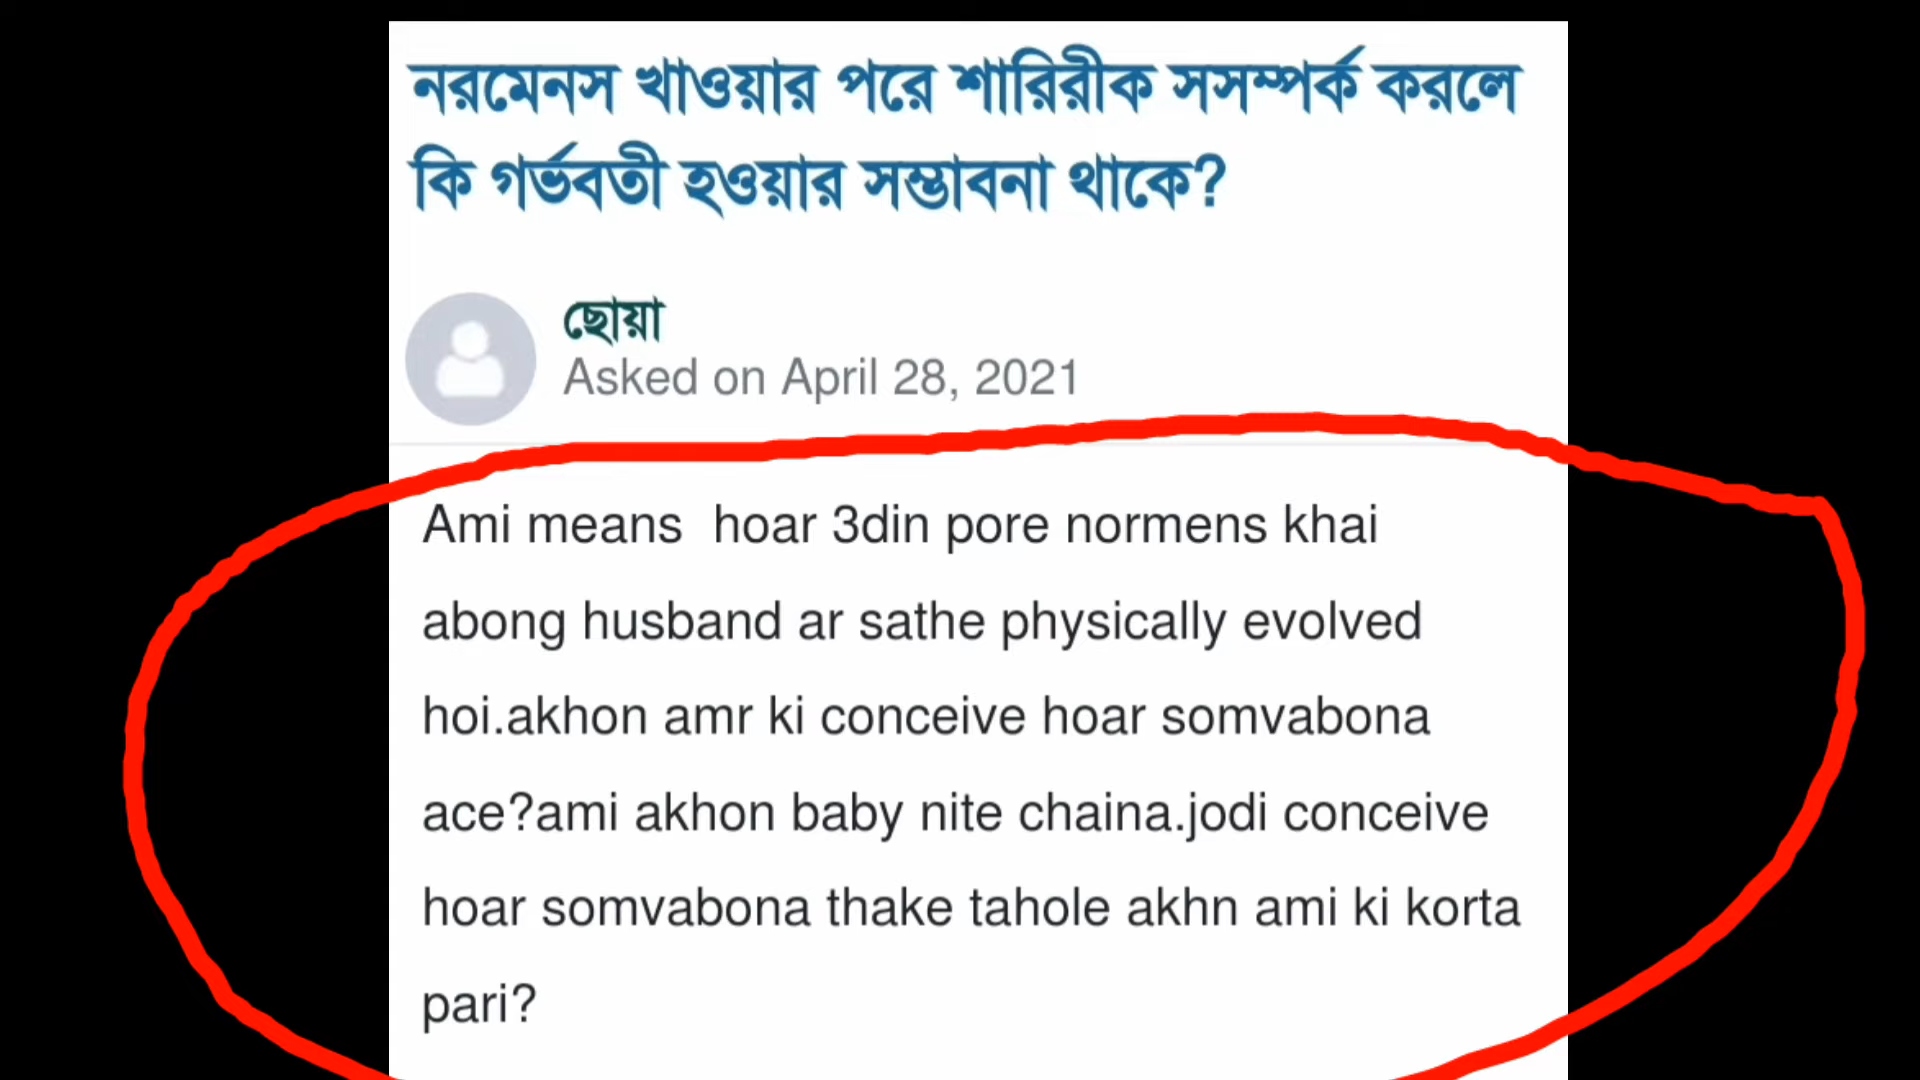 নরমেনস খাওয়ার পরে শারিরীক সসম্পর্ক করলে
কি গর্ভবতী হওয়ার সম্ভাবনা থাকে?
ছোয়া
Asked on April 28, 2021
Ami means  hoar 3din pore normens khai
abong husband ar sathe physically evolved
hoi.akhon amr ki conceive hoar somvabona
ace?ami akhon baby nite chaina.jodi conceive
hoar somvabona thake tahole akhn ami ki korta
pari?